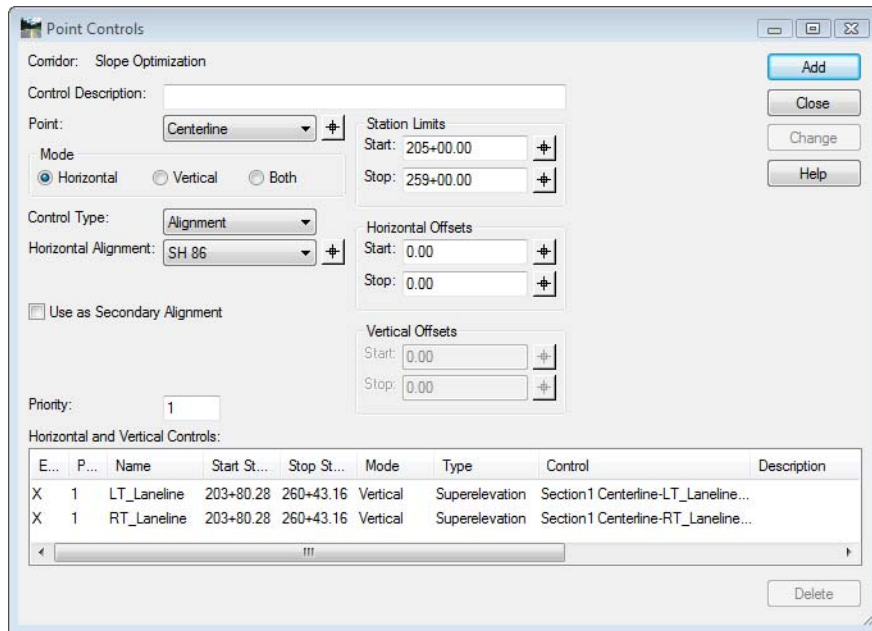 Point Controls
Corridor: Slope Optimization
Add
Control Description:
Close
Point: Centerline
Station Limits
Change
Mode
Start: 205+00.00
Horizontal Vertical Both
Stop: 259+00.00
Help
Control Type: Alignment
Horizontal Offsets
Horizontal Alignment: SH 86
Start: 0.00
Stop: 0.00
Use as Secondary Alignment
Vertical Offsets
Start: 0.00
Stop: 0.00
Priority: 1
Horizontal and Vertical Controls:
E... P... Name Start St... Stop St... Mode Type Control Description
X 1 LT_Laneline 203+80.28 260+43.16 Vertical Superelevation Section1 Centerline-LT_Laneline...
X 1 RT_Laneline 203+80.28 260+43.16 Vertical Superelevation Section1 Centerline-RT_Laneline...
Delete